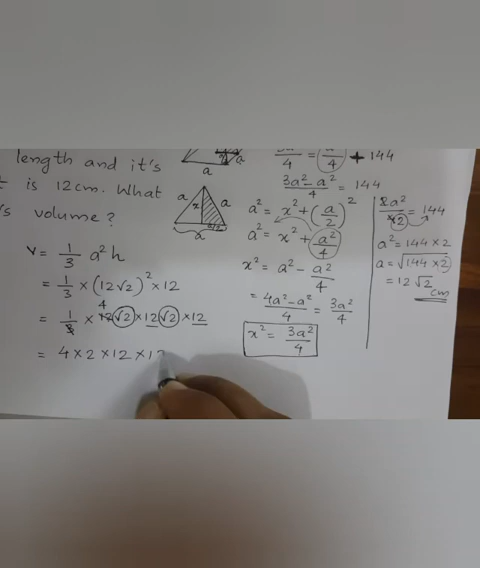 length and it's
is 12cm. What
volume?
V = 1/3 a²h
= 1/3 × (12√2)² × 12
= 1/3 × 12 4 √2 × 12 √2 × 12
= 4 × 2 × 12 × 12
a
a x a
a a/2
/4 = a²/4 + 144
3a² − a²/4 = 144
a² = x² + (a/2)²
a² = x² + a²/4
x² = a² − a²/4
= 4a² − a²/4 = 3a²/4
x² = 3a²/4
2a²/4 2 = 144
a² = 144 × 2
a = √144 × 2
= 12√2 cm